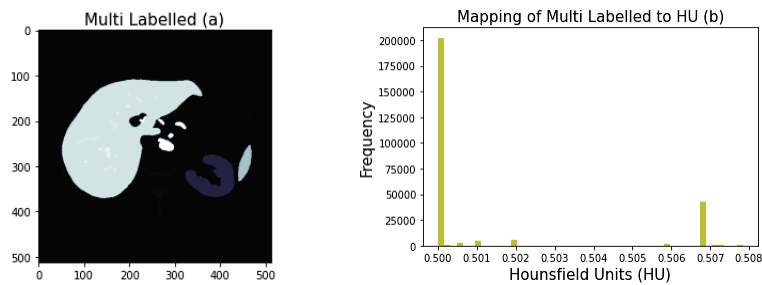 Multi Labelled (a)
0
100
200
300
400
500
0 100 200 300 400 500
Mapping of Multi Labelled to HU (b)
Frequency
200000
175000
150000
125000
100000
75000
50000
25000
0
0.500 0.501 0.502 0.503 0.504 0.505 0.506 0.507 0.508
Hounsfield Units (HU)